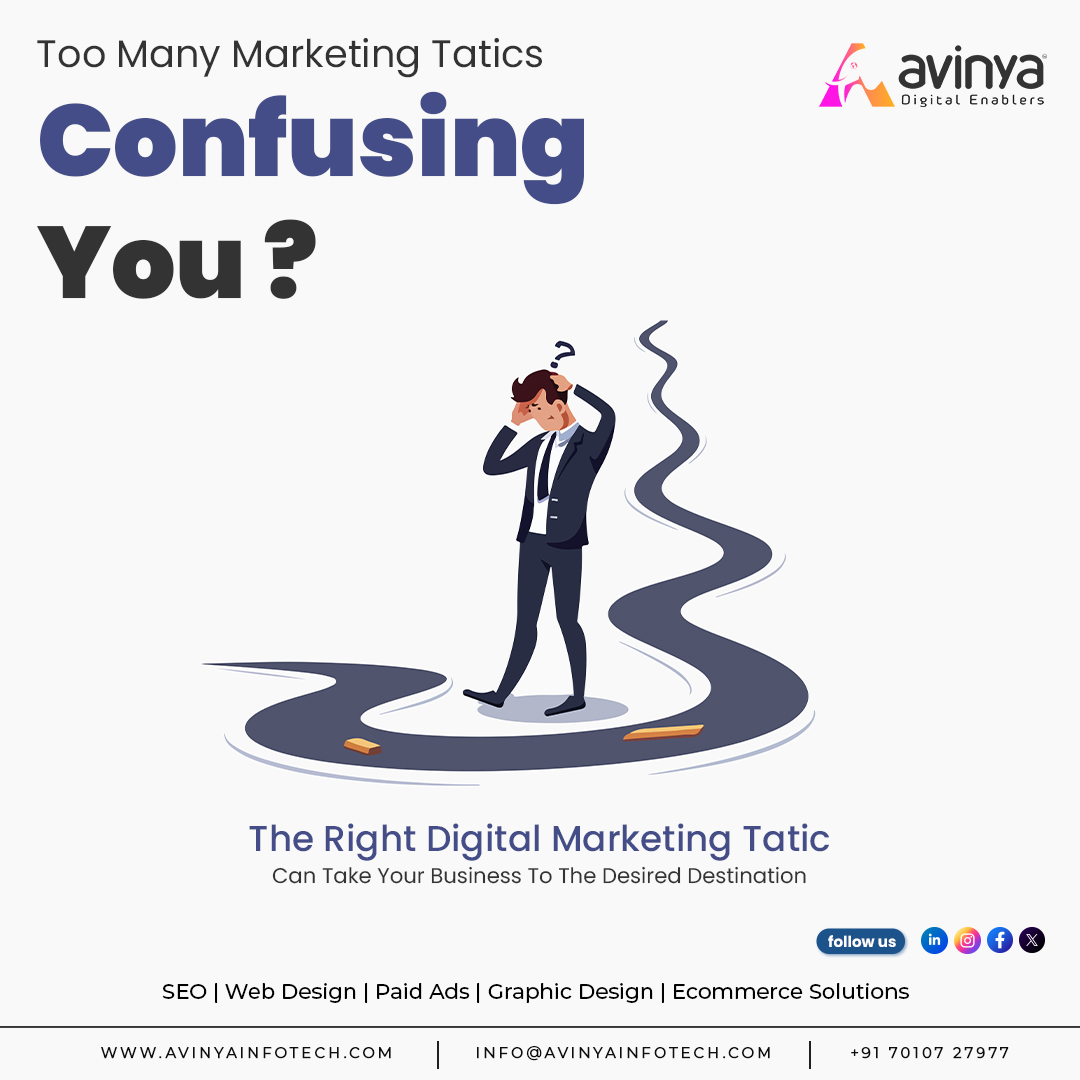 Too Many Marketing Tatics
Confusing
You ?
avinya
Digital Enablers
?
The Right Digital Marketing Tatic
Can Take Your Business To The Desired Destination
follow us
in
f
X
SEO | Web Design | Paid Ads | Graphic Design | Ecommerce Solutions
WWW.AVINYAINFOTECH.COM | INFO@AVINYAINFOTECH.COM | +91 70107 27977